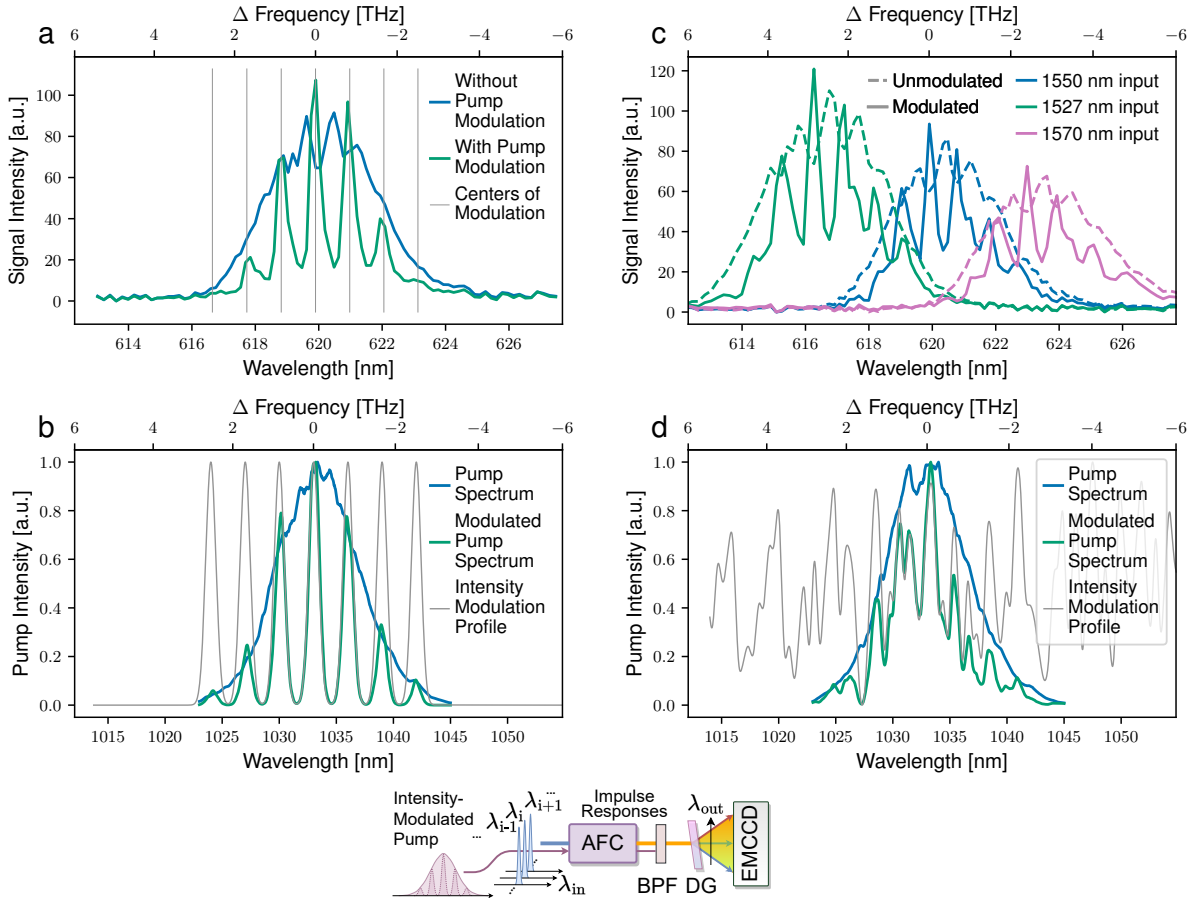 a
Δ Frequency [THz]
6 4 2 0 −2 −4 −6
Signal Intensity [a.u.]
100
80
60
40
20
0
Without
Pump
Modulation
With Pump
Modulation
Centers of
Modulation
614 616 618 620 622 624 626
Wavelength [nm]
c
Δ Frequency [THz]
6 4 2 0 −2 −4 −6
Signal Intensity [a.u.]
120
100
80
60
40
20
0
Unmodulated
Modulated
1550 nm input
1527 nm input
1570 nm input
614 616 618 620 622 624 626
Wavelength [nm]
b
Δ Frequency [THz]
6 4 2 0 −2 −4 −6
Pump Intensity [a.u.]
1.0
0.8
0.6
0.4
0.2
0.0
Pump
Spectrum
Modulated
Pump
Spectrum
Intensity
Modulation
Profile
1015 1020 1025 1030 1035 1040 1045 1050
Wavelength [nm]
d
Δ Frequency [THz]
6 4 2 0 −2 −4 −6
Pump Intensity [a.u.]
1.0
0.8
0.6
0.4
0.2
0.0
Pump
Spectrum
Modulated
Pump
Spectrum
Intensity
Modulation
Profile
1015 1020 1025 1030 1035 1040 1045 1050
Wavelength [nm]
Intensity-
Modulated
Pump
...
λi-1
λi
λi+1
...
λin
Impulse
Responses
AFC
BPF
DG
λout
EMCCD